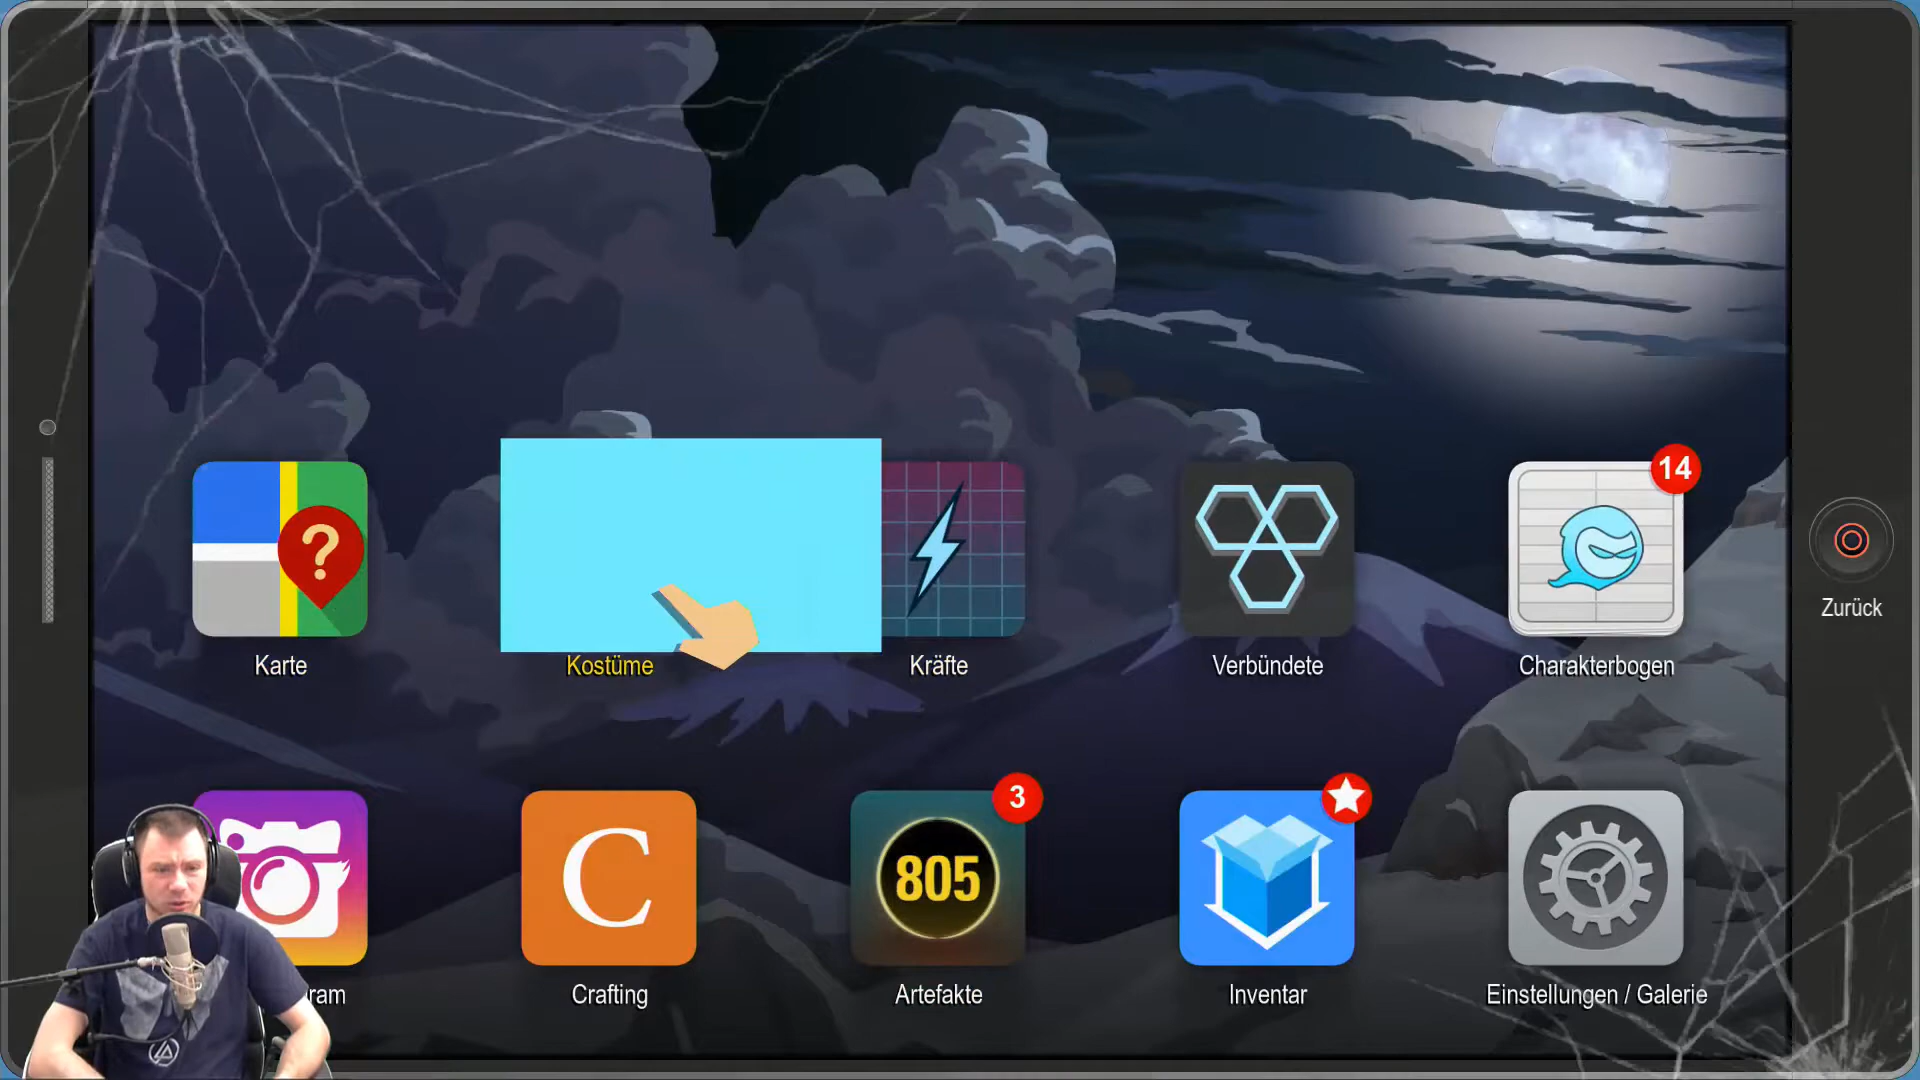 14
?
Karte
Kostüme
Kräfte
Verbündete
Charakterbogen
Zurück
3
C
805
ram
Crafting
Artefakte
Inventar
Einstellungen / Galerie